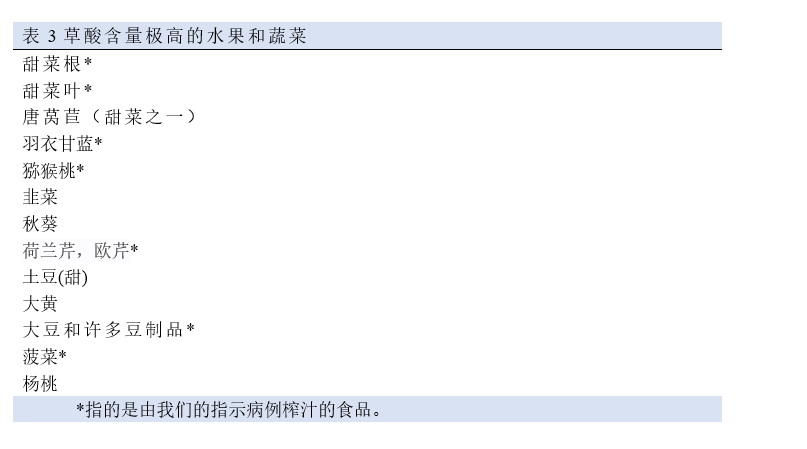 表 3 草酸含量极高的水果和蔬菜
甜菜根*
甜菜叶*
唐莴苣（甜菜之一）
羽衣甘蓝*
猕猴桃*
韭菜
秋葵
荷兰芹，欧芹*
土豆(甜)
大黄
大豆和许多豆制品*
菠菜*
杨桃
*指的是由我们的指示病例榨汁的食品。